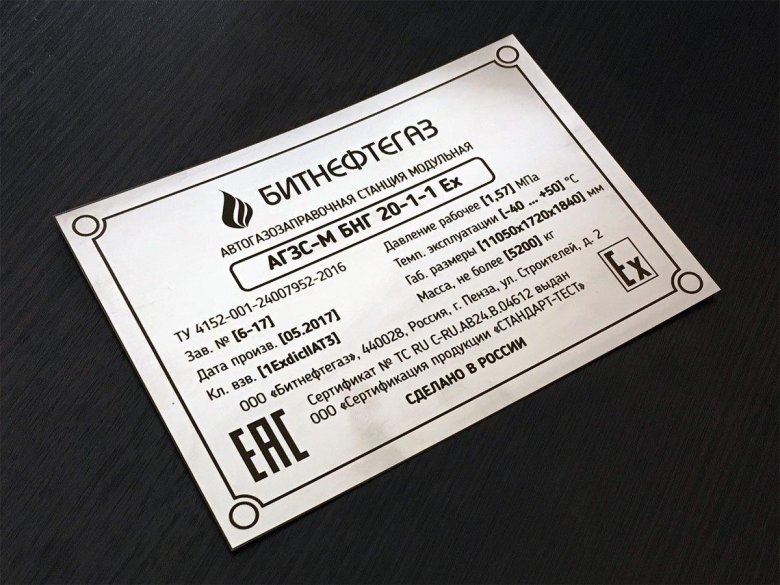 БИТНЕФТЕГАЗ
АВТОГАЗОЗАПРАВОЧНАЯ СТАНЦИЯ МОДУЛЬНАЯ
АГЗС-М БНГ 20-1-1 Ex
ТУ 4152-001-24007952-2016
Зав. № [6-17]
Дата произв. [05.2017]
Кл. взв. [1ExdicIIAT3]
Давление рабочее [1,57] МПа
Темп. эксплуатации [-40 ... +50] °С
Габ. размеры [11050х1720х1840] мм
Масса, не более [5200] кг
ООО «Битнефтегаз», 440028, Россия, г. Пенза, ул. Строителей, д. 2
Сертификат № ТС RU C-RU.АВ24.В.04612 выдан
ООО «Сертификация продукции «СТАНДАРТ-ТЕСТ»
СДЕЛАНО В РОССИИ
Ex
ЕАС